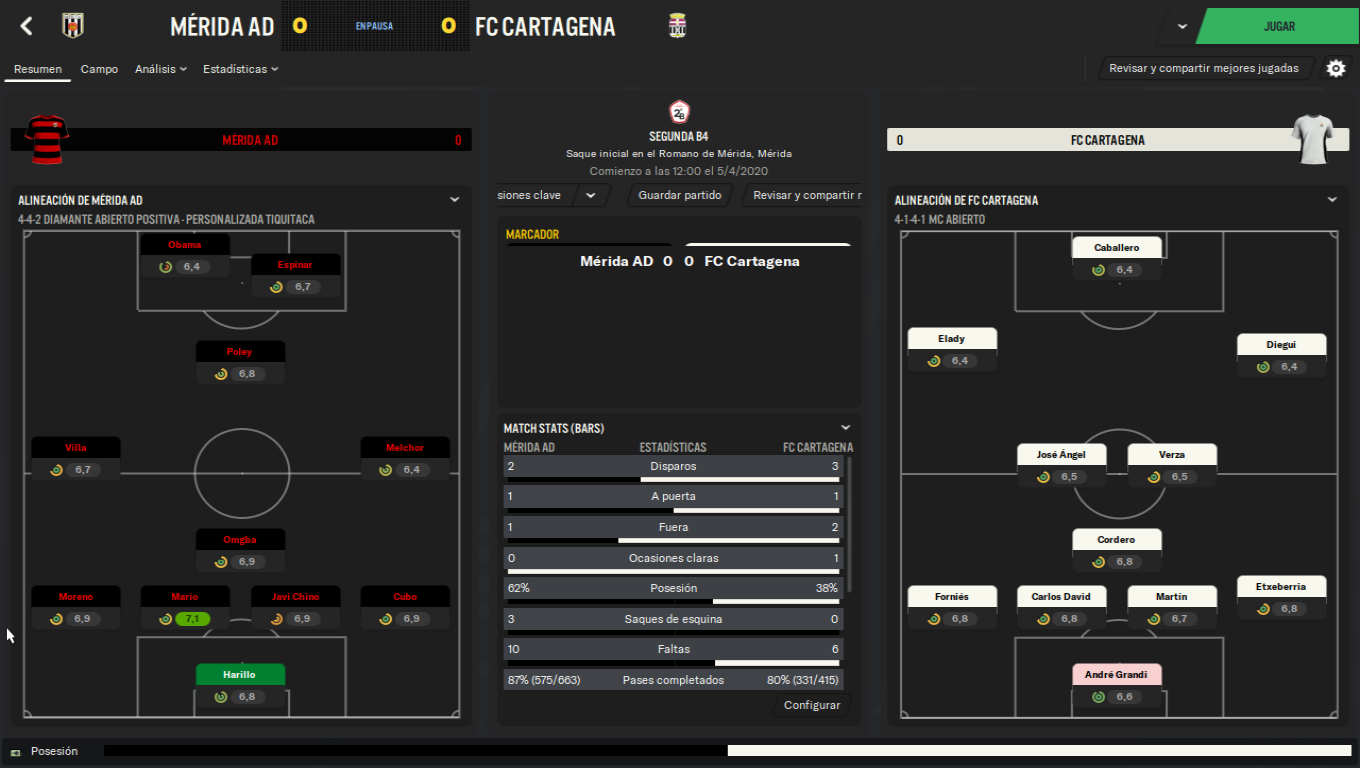 MÉRIDA AD 0 EN PAUSA 0 FC CARTAGENA
JUGAR
Resumen Campo Análisis Estadísticas
Revisar y compartir mejores jugadas
MÉRIDA AD 0
2ªB
SEGUNDA B4
Saque inicial en el Romano de Mérida, Mérida
Comienzo a las 12:00 el 5/4/2020
0 FC CARTAGENA
siones clave Guardar partido Revisar y compartir r
ALINEACIÓN DE MÉRIDA AD
4-4-2 DIAMANTE ABIERTO POSITIVA - PERSONALIZADA TIQUITACA
Obama
6,4
Espinar
6,7
Poley
6,8
Villa
6,7
Melchor
6,4
Omgba
6,9
Moreno
6,9
Mario
7,1
Javi Chino
6,9
Cubo
6,9
Harillo
6,8
MARCADOR
Mérida AD 0 0 FC Cartagena
MATCH STATS (BARS)
MÉRIDA AD ESTADÍSTICAS FC CARTAGENA
2 Disparos 3
1 A puerta 1
1 Fuera 2
0 Ocasiones claras 1
62% Posesión 38%
3 Saques de esquina 0
10 Faltas 6
87% (575/663) Pases completados 80% (331/415)
Configurar
ALINEACIÓN DE FC CARTAGENA
4-1-4-1 MC ABIERTO
Caballero
6,4
Elady
6,4
Diegui
6,4
José Ángel
6,5
Verza
6,5
Cordero
6,8
Forniés
6,8
Carlos David
6,8
Martín
6,7
Etxeberria
6,8
André Grandi
6,6
Posesión